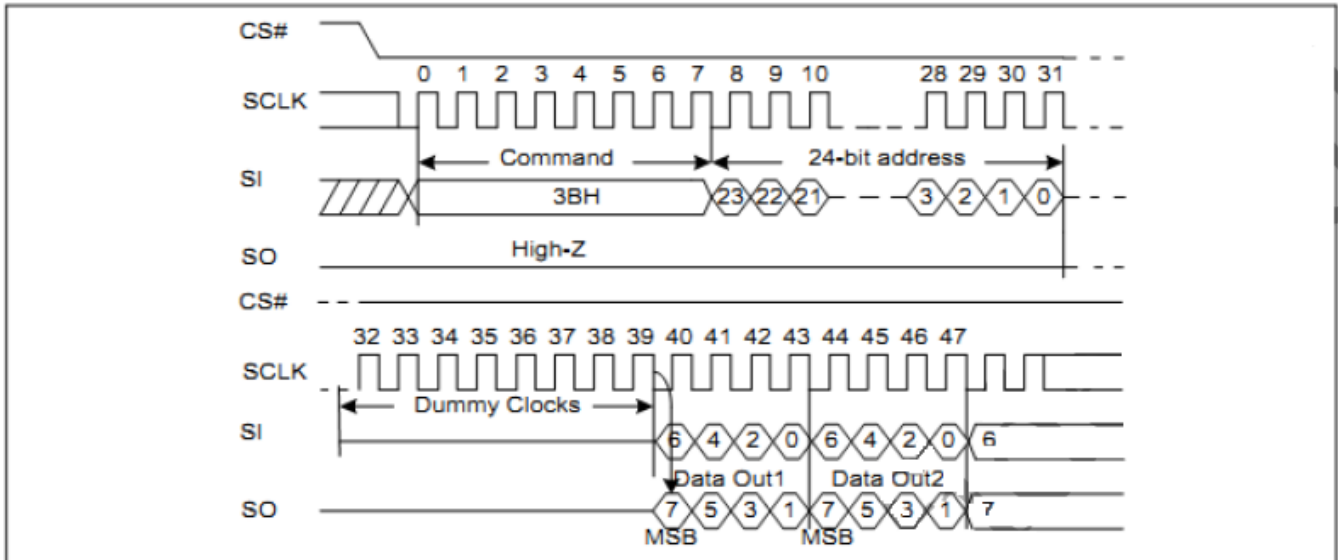 CS#
0 1 2 3 4 5 6 7 8 9 10 28 29 30 31
SCLK
Command 24-bit address
SI
3BH 23 22 21 3 2 1 0
SO High-Z
CS#
32 33 34 35 36 37 38 39 40 41 42 43 44 45 46 47
SCLK
Dummy Clocks
SI 6 4 2 0 6 4 2 0 6
Data Out1 Data Out2
SO 7 5 3 1 7 5 3 1 7
MSB MSB